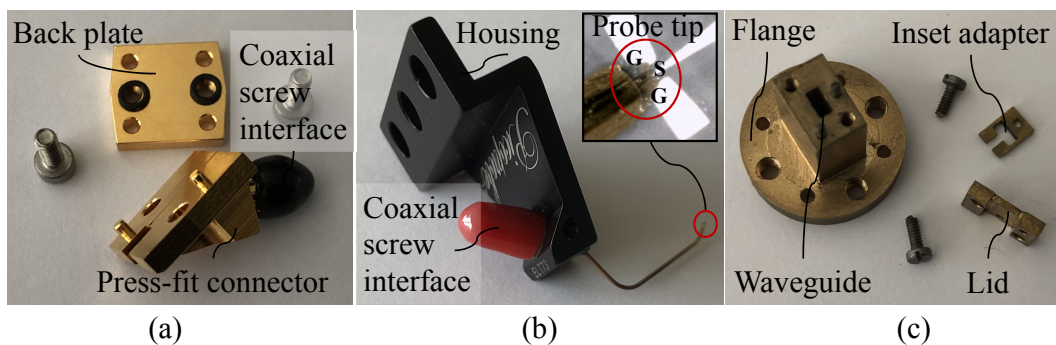 Back plate
Coaxial
screw
interface
Press-fit connector
(a)
Housing
Probe tip
G
S
G
Coaxial
screw
interface
(b)
Flange
Inset adapter
Waveguide
Lid
(c)